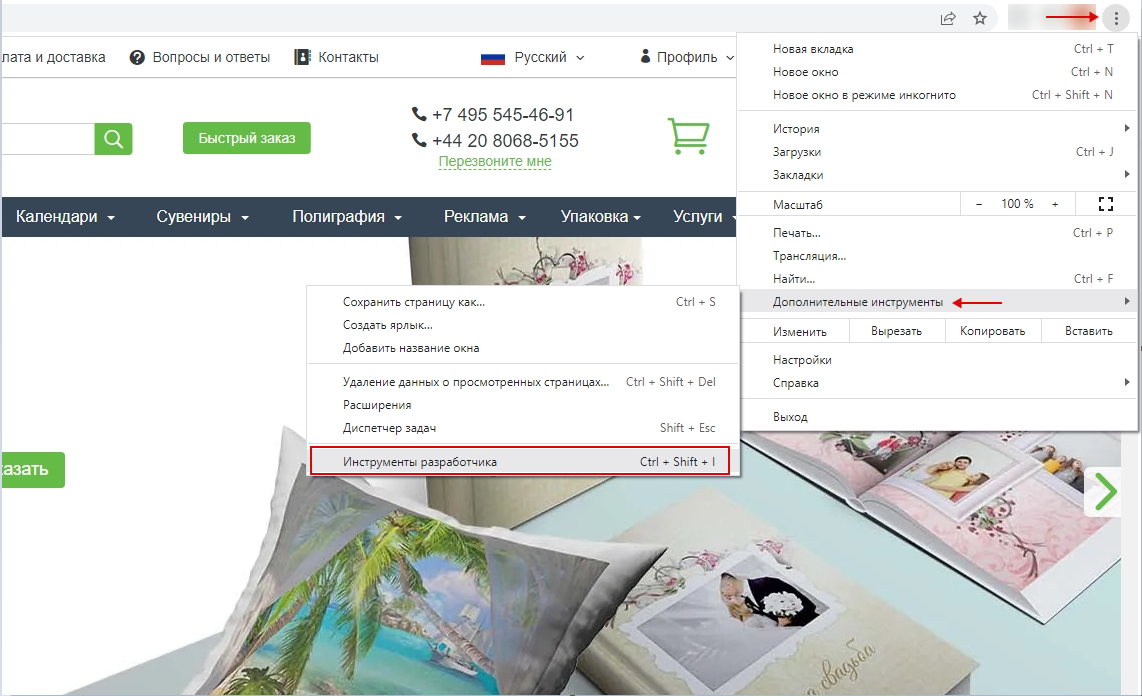 лата и доставка
Вопросы и ответы
Контакты
Русский
Профиль
Быстрый заказ
+7 495 545-46-91
+44 20 8068-5155
Перезвоните мне
Календари
Сувениры
Полиграфия
Реклама
Упаковка
Услуги
Новая вкладка Ctrl + T
Новое окно Ctrl + N
Новое окно в режиме инкогнито Ctrl + Shift + N
История
Загрузки Ctrl + J
Закладки
Масштаб − 100 % +
Печать... Ctrl + P
Трансляция...
Найти... Ctrl + F
Дополнительные инструменты
Изменить Вырезать Копировать Вставить
Настройки
Справка
Выход
Сохранить страницу как... Ctrl + S
Создать ярлык...
Добавить название окна
Удаление данных о просмотренных страницах... Ctrl + Shift + Del
Расширения
Диспетчер задач Shift + Esc
Инструменты разработчика Ctrl + Shift + I
казать
свадьба